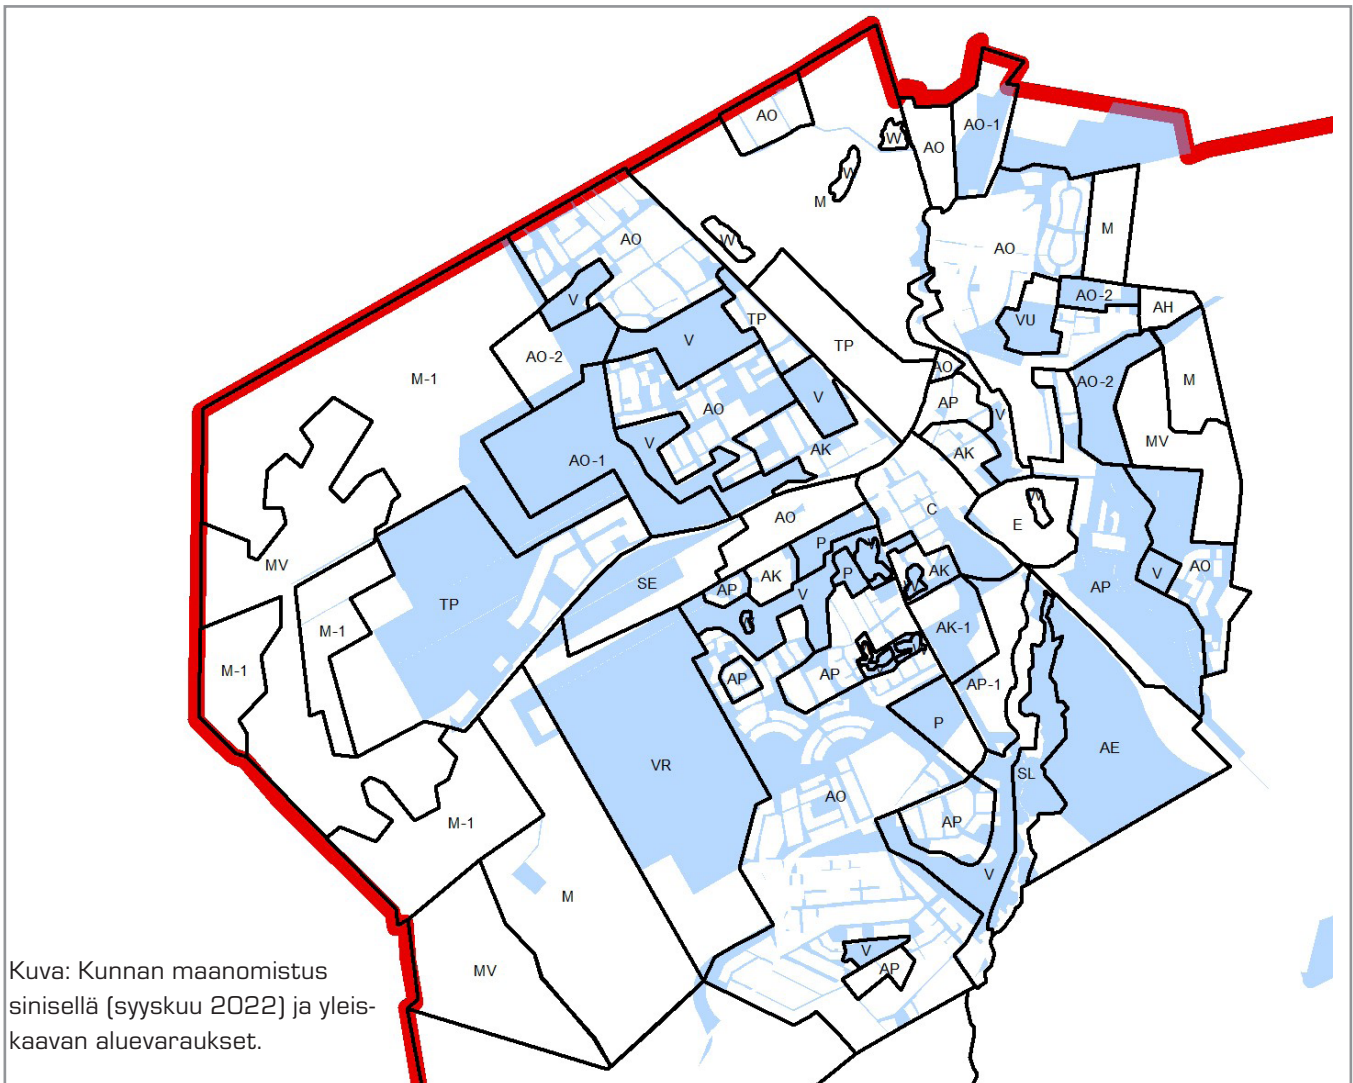 AO
W
AO-1
AO
W
M
M
AO
W
AO
V
AO-2
AH
VU
TP
V
TP
AO-2
AO
M-1
AO-2
M
AO
AP
V
V
AO
V
AK
AK
MV
AO-1
W
C
E
AO
P
MV
AK
P
AK
V
AO
SE
AP
V
AP
TP
AK-1
M-1
M-1
AP
AP
AP-1
P
VR
SL
AE
AO
M-1
AP
V
M
V
MV
AP
Kuva: Kunnan maanomistus
sinisellä (syyskuu 2022) ja yleis-
kaavan aluevaraukset.